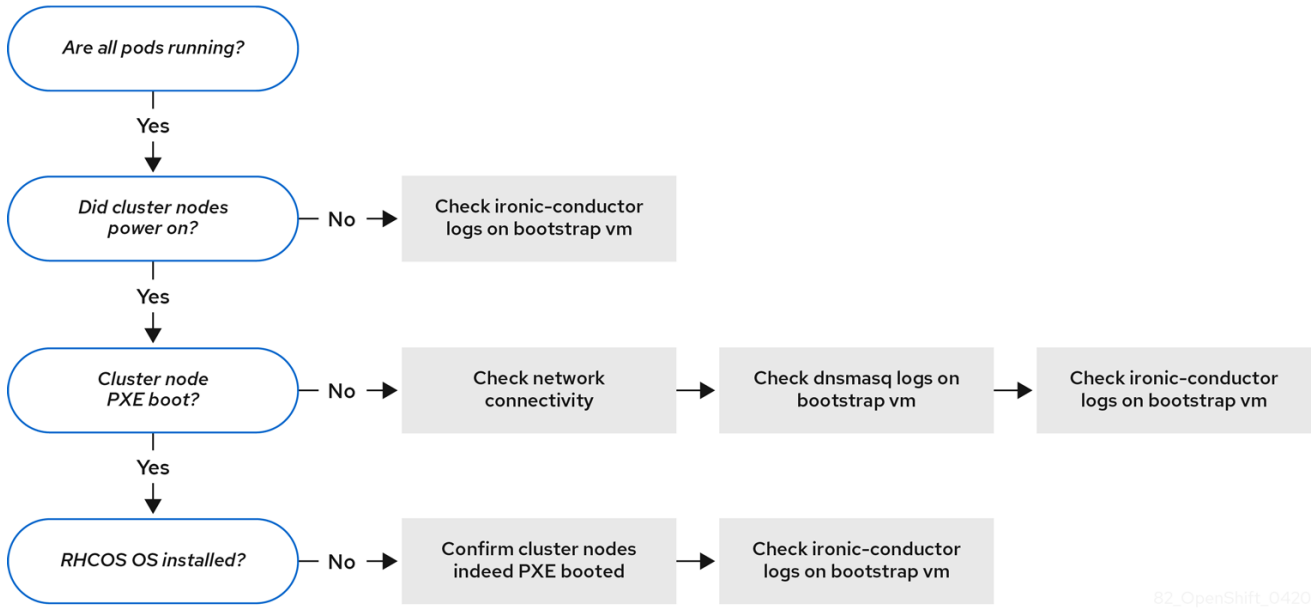 Are all pods running?
Yes
Did cluster nodes
power on?
No
Check ironic-conductor
logs on bootstrap vm
Yes
Cluster node
PXE boot?
No
Check network
connectivity
Check dnsmasq logs on
bootstrap vm
Check ironic-conductor
logs on bootstrap vm
Yes
RHCOS OS installed?
No
Confirm cluster nodes
indeed PXE booted
Check ironic-conductor
logs on bootstrap vm
82_OpenShift_0420